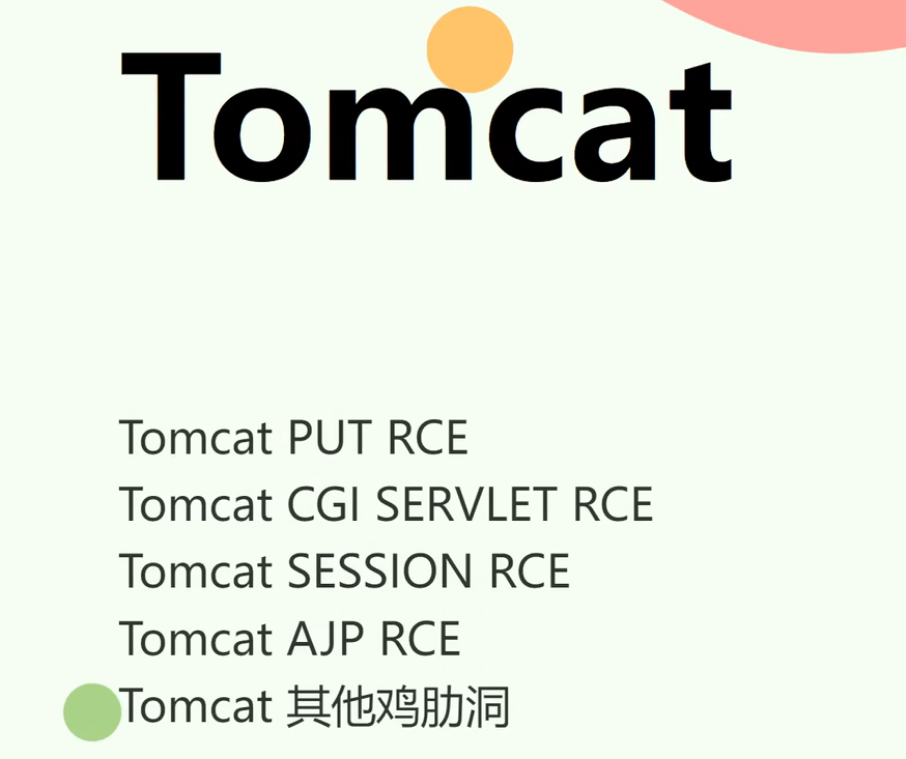 Tomcat
Tomcat PUT RCE
Tomcat CGI SERVLET RCE
Tomcat SESSION RCE
Tomcat AJP RCE
Tomcat 其他鸡肋洞